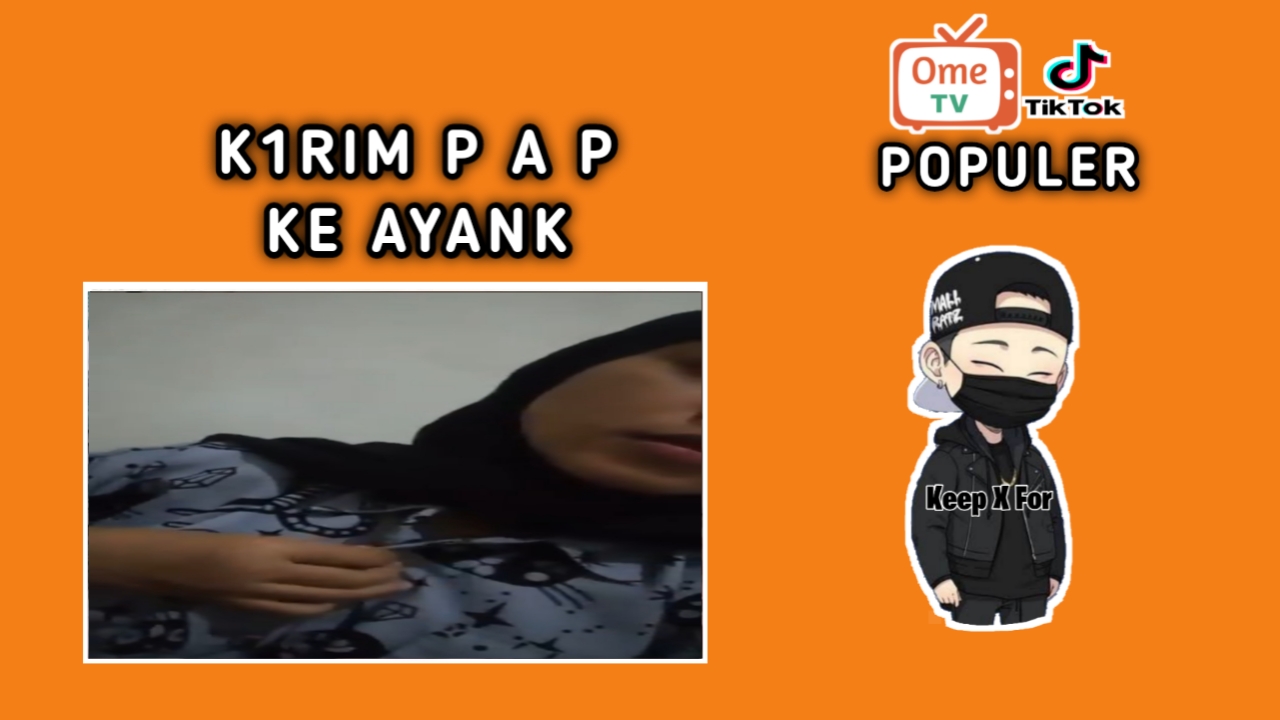 K1RIM P A P
KE AYANK
Ome
TV
TikTok
POPULER
MALL
RATZ
Keep X For